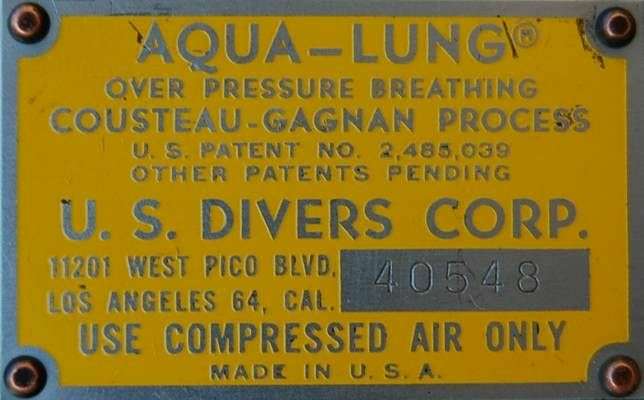 AQUA-LUNG®
OVER PRESSURE BREATHING
COUSTEAU-GAGNAN PROCESS
U. S. PATENT NO. 2,485,039
OTHER PATENTS PENDING
U. S. DIVERS CORP.
11201 WEST PICO BLVD.
LOS ANGELES 64, CAL.
40548
USE COMPRESSED AIR ONLY
MADE IN U. S. A.